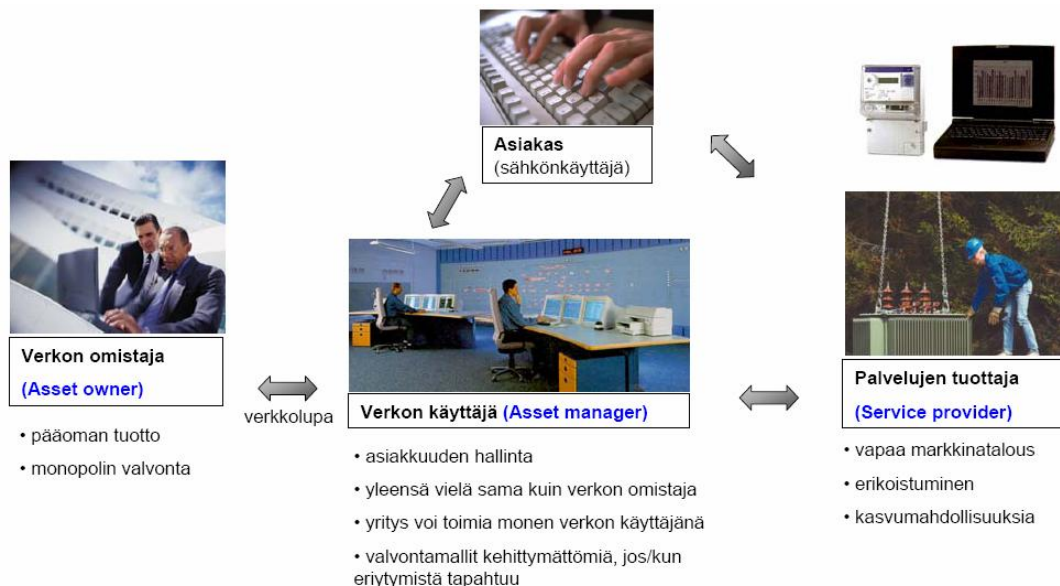 Asiakas
(sähkönkäyttäjä)
Verkon omistaja
(Asset owner)
• pääoman tuotto
• monopolin valvonta
verkkolupa
Verkon käyttäjä (Asset manager)
• asiakkuuden hallinta
• yleensä vielä sama kuin verkon omistaja
• yritys voi toimia monen verkon käyttäjänä
• valvontamallit kehittymättömiä, jos/kun
eriytymistä tapahtuu
Palvelujen tuottaja
(Service provider)
• vapaa markkinatalous
• erikoistuminen
• kasvumahdollisuuksia